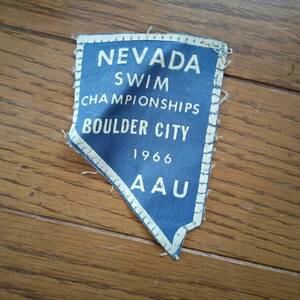 NEVADA
SWIM
CHAMPIONSHIPS
BOULDER CITY
1966
AAU